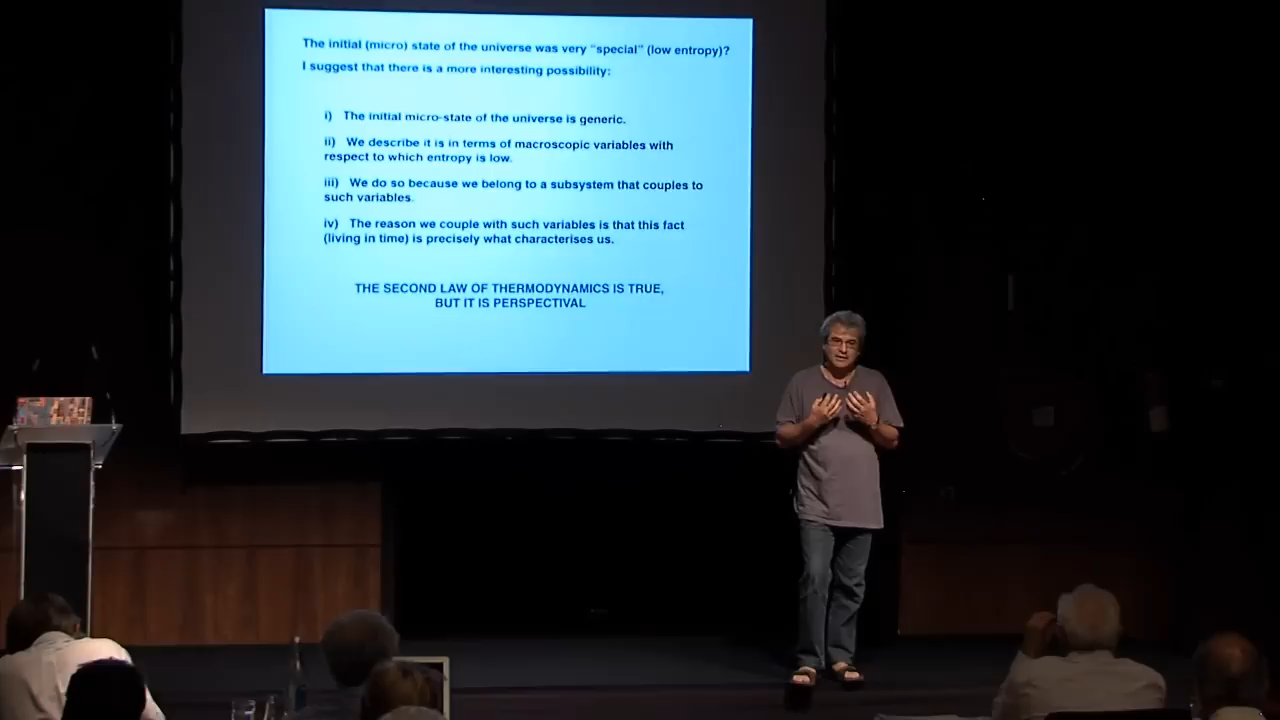 The initial (micro) state of the universe was very "special" (low entropy)?
I suggest that there is a more interesting possibility:
i) The initial micro-state of the universe is generic.
ii) We describe it is in terms of macroscopic variables with
respect to which entropy is low.
iii) We do so because we belong to a subsystem that couples to
such variables.
iv) The reason we couple with such variables is that this fact
(living in time) is precisely what characterises us.
THE SECOND LAW OF THERMODYNAMICS IS TRUE,
BUT IT IS PERSPECTIVAL